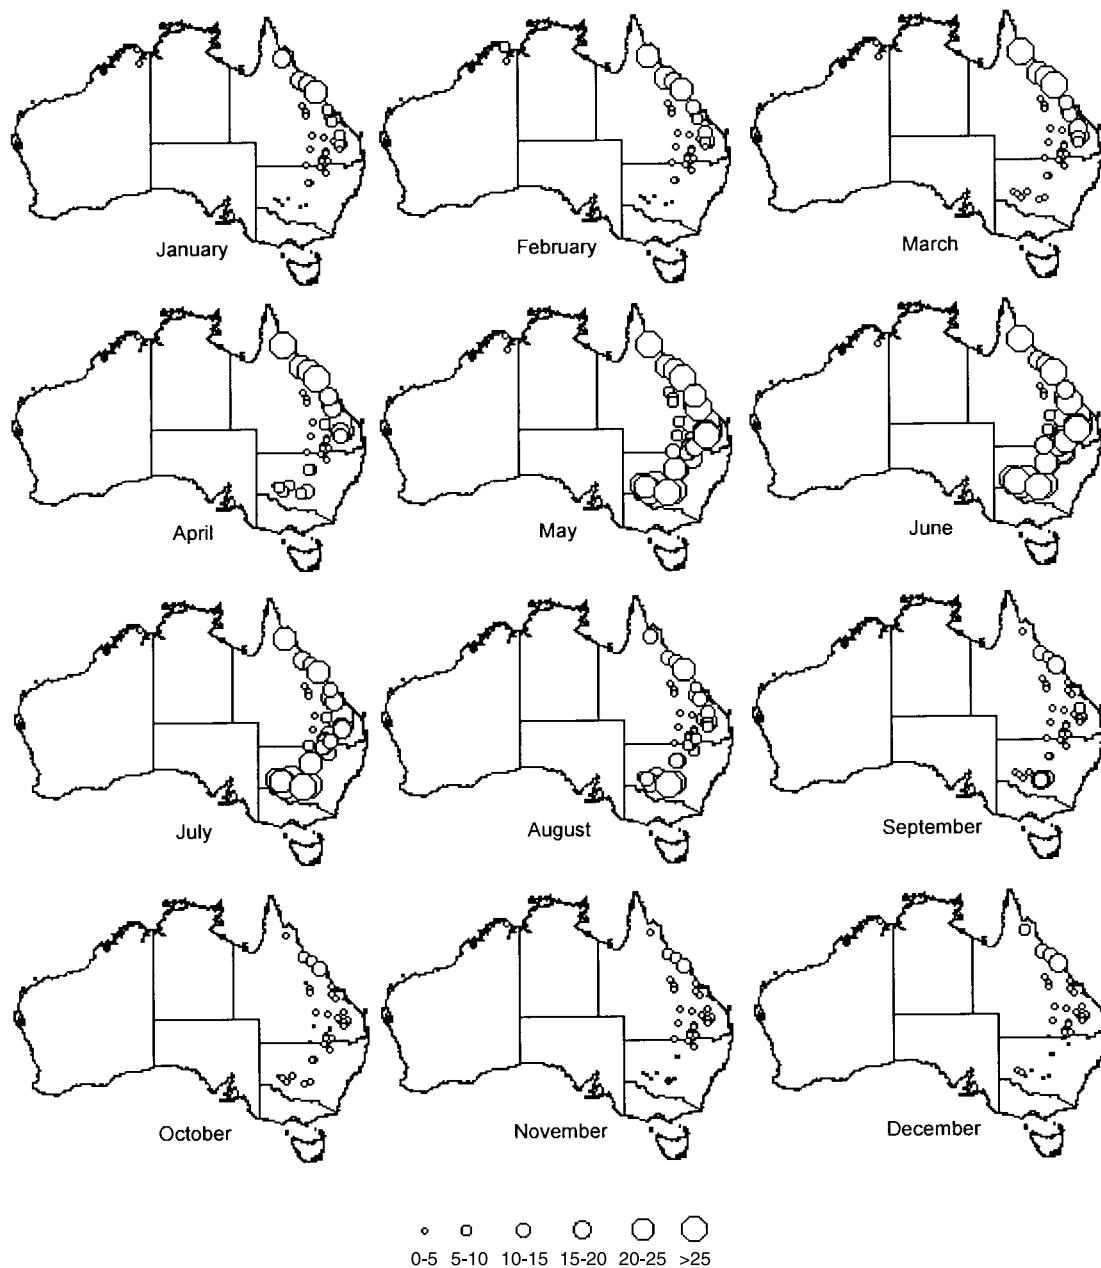 January
February
March
April
May
June
July
August
September
October
November
December
0-5 5-10 10-15 15-20 20-25 >25